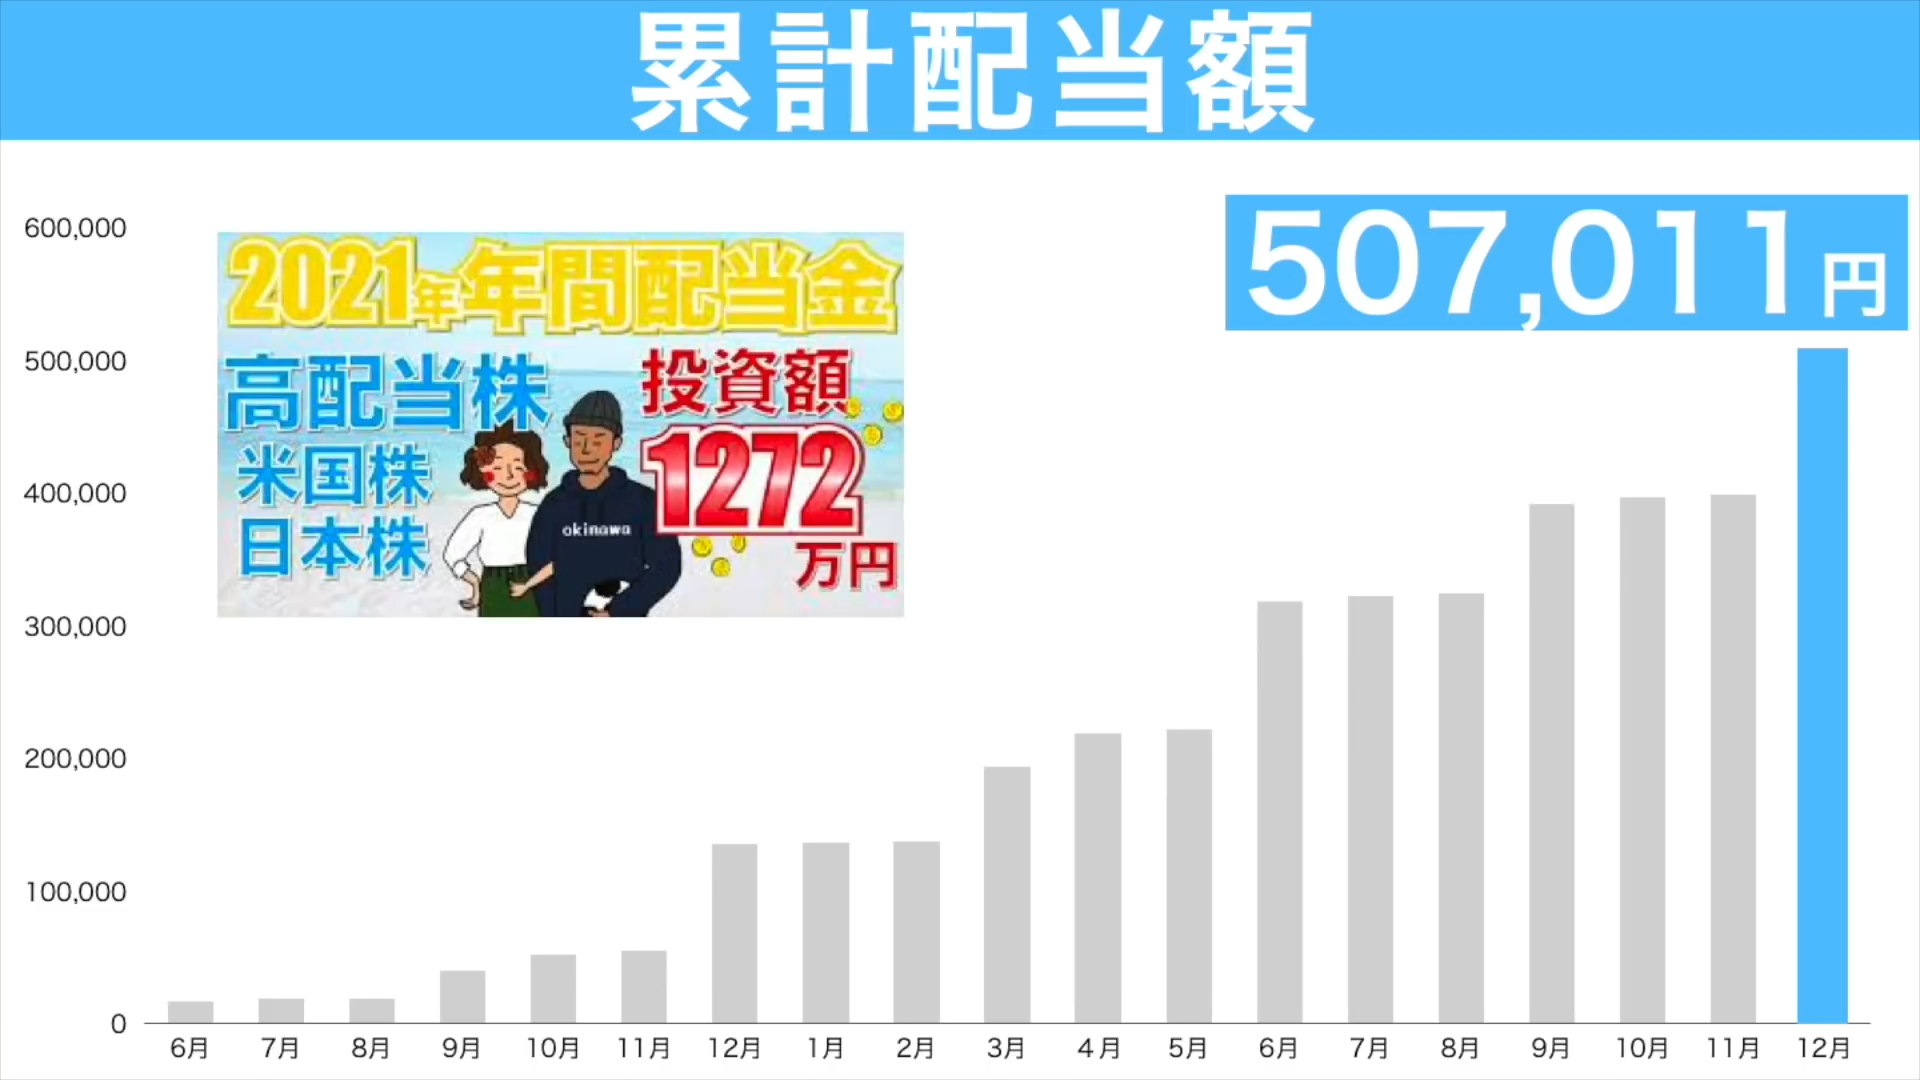 累計配当額
507,011円
600,000
500,000
400,000
300,000
200,000
100,000
0
2021年年間配当金
高配当株
米国株
日本株
投資額
1272
万円
okinawa
6月 7月 8月 9月 10月 11月 12月 1月 2月 3月 4月 5月 6月 7月 8月 9月 10月 11月 12月